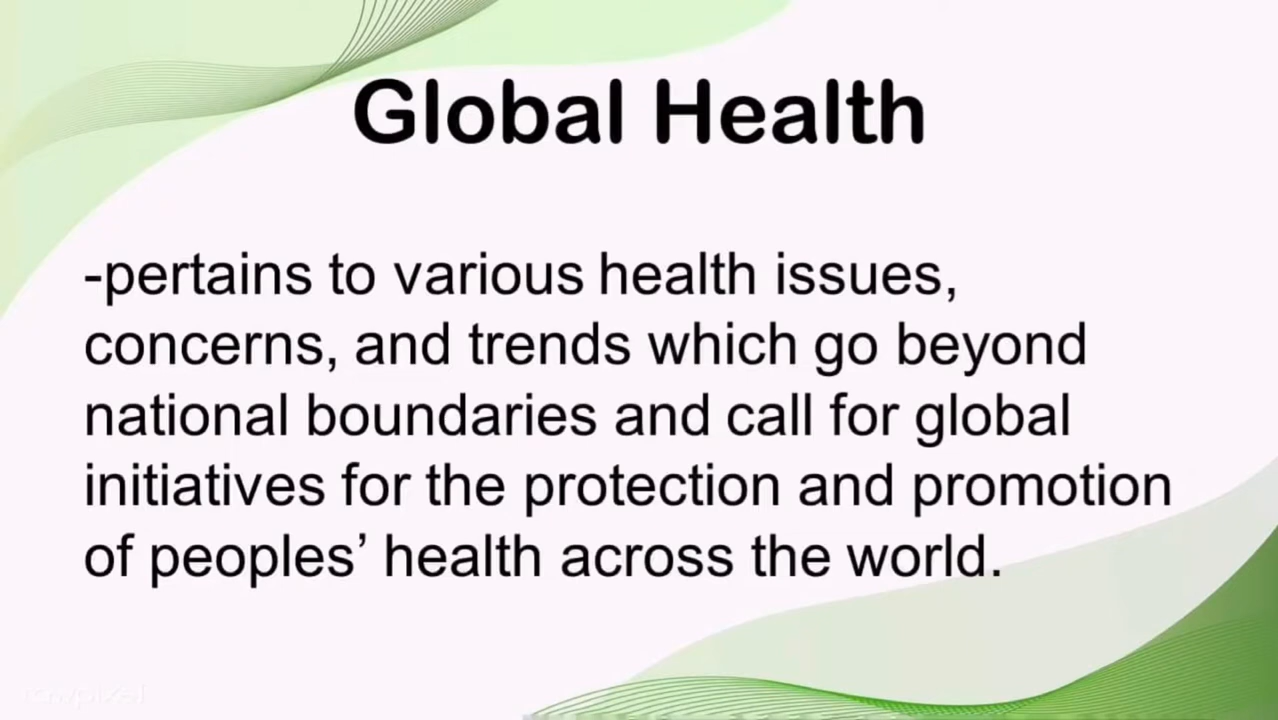 Global Health
-pertains to various health issues,
concerns, and trends which go beyond
national boundaries and call for global
initiatives for the protection and promotion
of peoples’ health across the world.
rawpixel